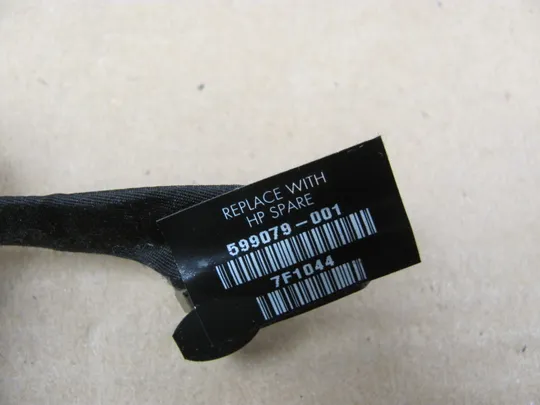 REPLACE WITH
HP SPARE
599079-001
7F1044